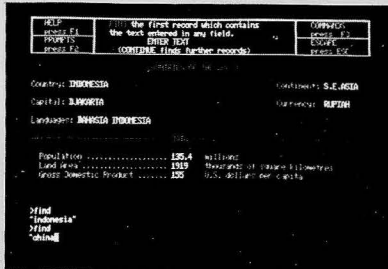 HELP
press F1
PROMPTS
press F2
FIND the first record which contains
the text entered in any field.
ENTER TEXT
(CONTINUE finds further records)
COMMANDS
press F3
ESCAPE
press ESC
Country: INDONESIA
Continent: S.E.ASIA
Capital: DJAKARTA
Currency: RUPIAH
Language: BAHASIA INDONESIA
Population .................. 135.4 millions
Land Area ................... 1919 thousands of square kilometres
Gross Domestic Product ....... 155 U.S. dollars per capita
>find
"indonesia"
>find
"china